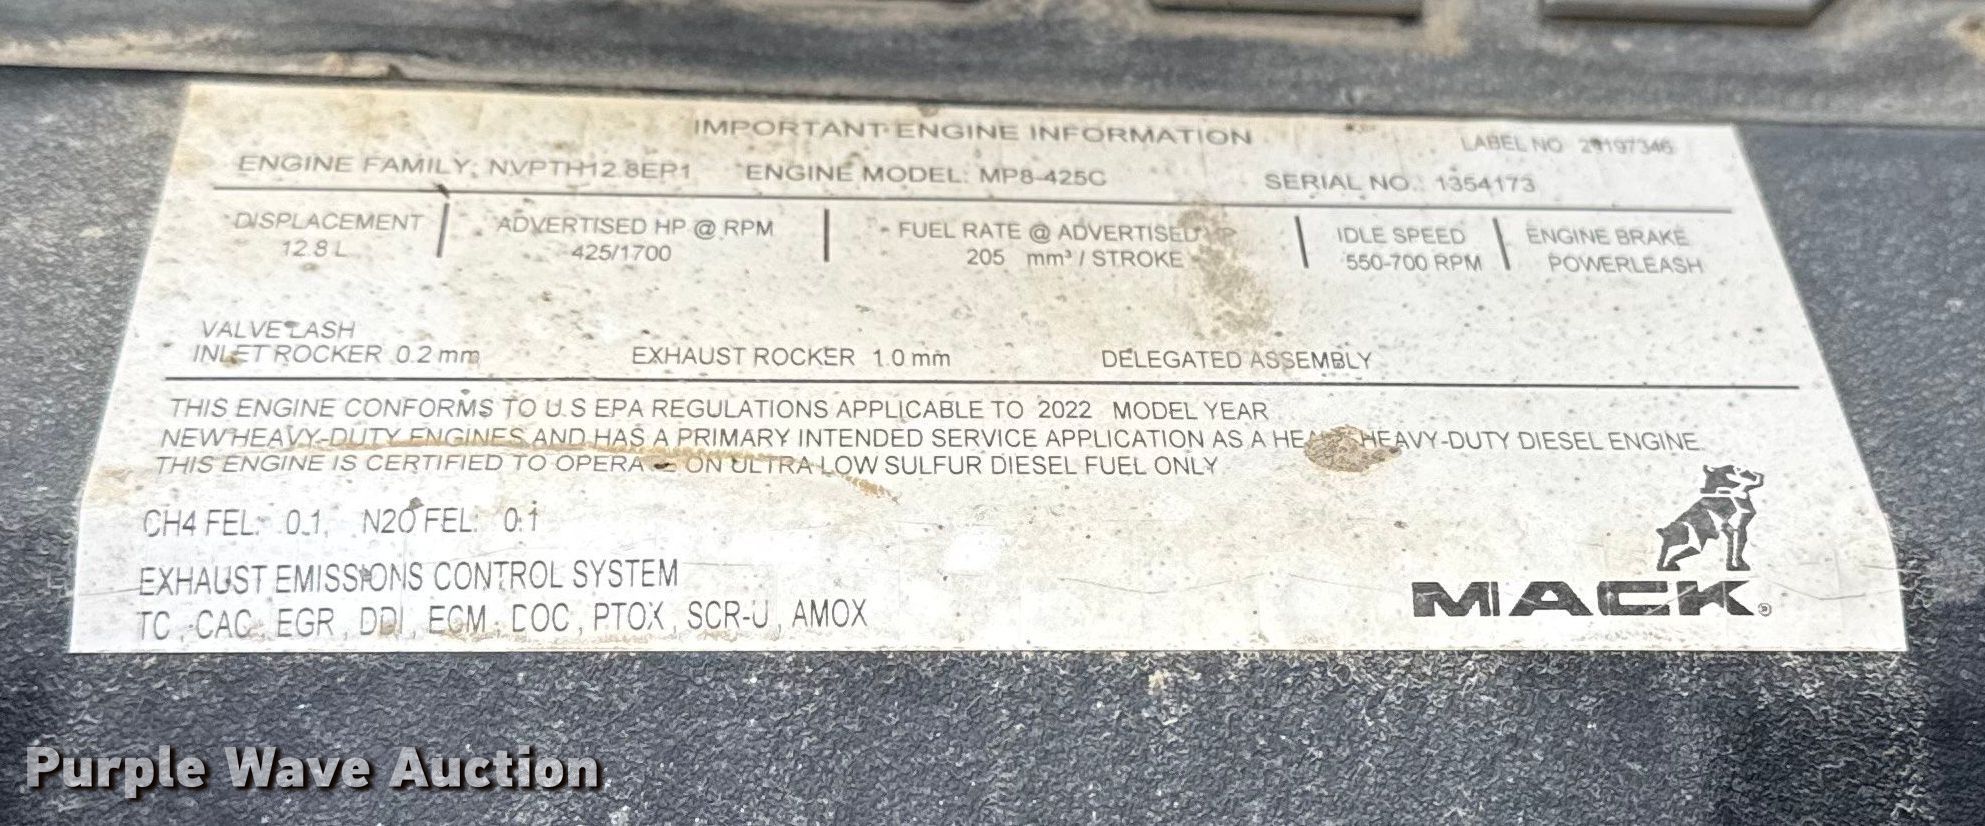 IMPORTANT ENGINE INFORMATION
LABEL NO
ENGINE FAMILY: NVPTH12.8EP1 ENGINE MODEL: MP8-425C SERIAL NO.: 1354173
DISPLACEMENT ADVERTISED HP @ RPM FUEL RATE @ ADVERTISED IDLE SPEED ENGINE BRAKE
12.8 L 425/1700 205 mm³ / STROKE 550-700 RPM POWERLEASH
VALVE LASH
INLET ROCKER 0.2 mm EXHAUST ROCKER 1.0 mm DELEGATED ASSEMBLY
THIS ENGINE CONFORMS TO U.S EPA REGULATIONS APPLICABLE TO 2022 MODEL YEAR
NEW HEAVY-DUTY ENGINES AND HAS A PRIMARY INTENDED SERVICE APPLICATION AS A HEAVY-DUTY DIESEL ENGINE
THIS ENGINE IS CERTIFIED TO ON ULTRA LOW SULFUR DIESEL FUEL ONLY
CH4 FEL: 0.1, N2O FEL: 0.1
EXHAUST EMISSIONS CONTROL SYSTEM
TC, CAC, EGR, DDI, ECM, DOC, PTOX, SCR-U, AMOX
MACK®
Purple Wave Auction